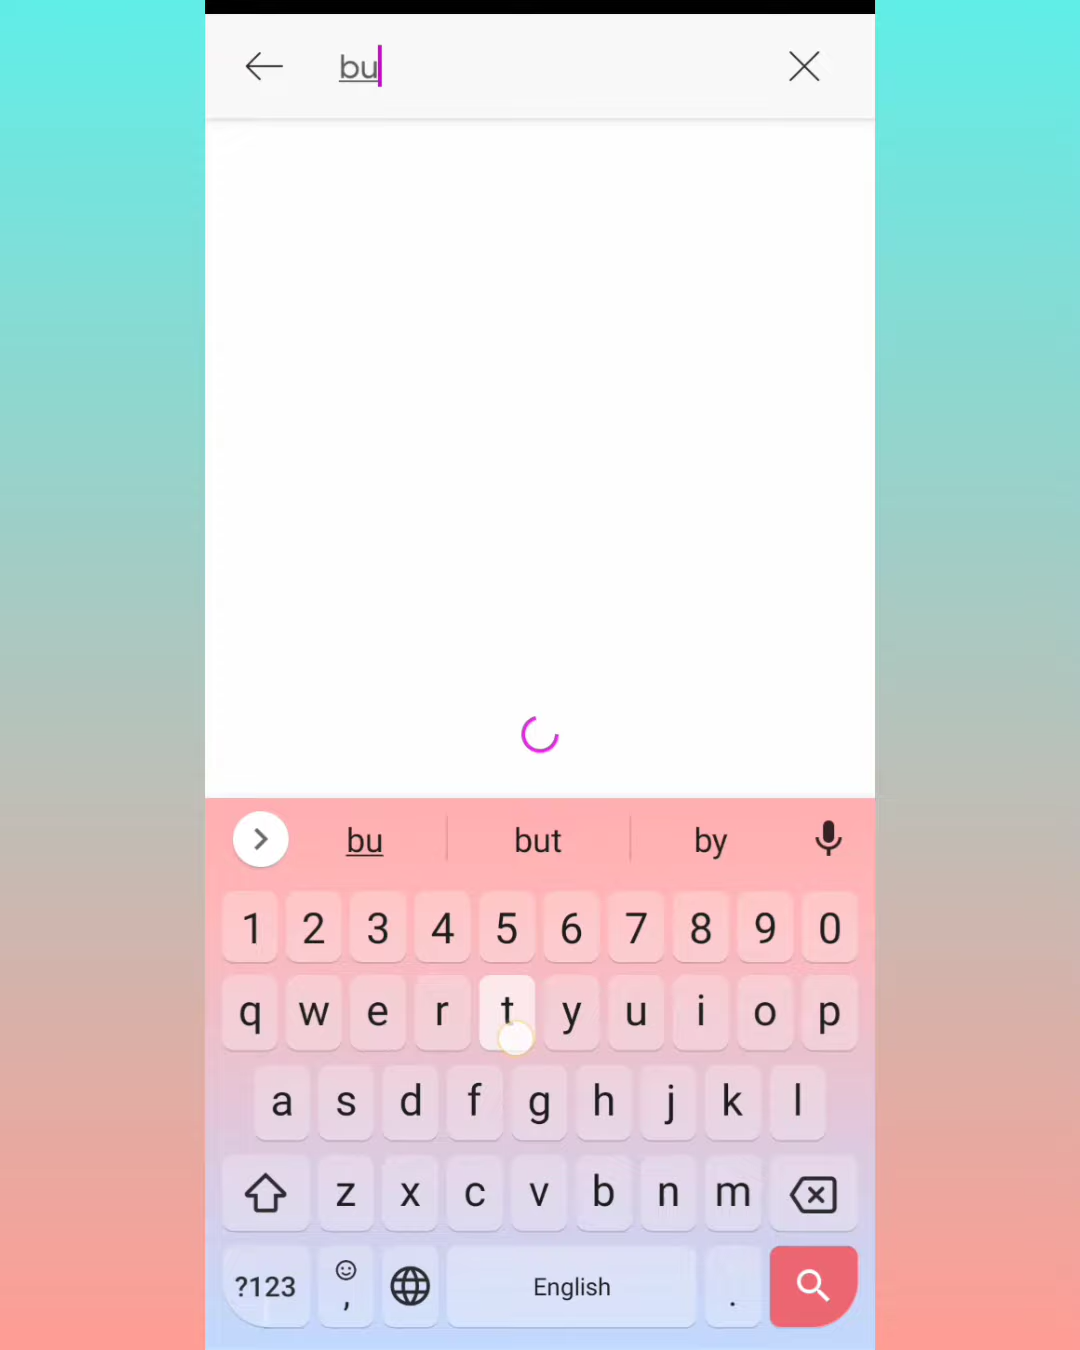 bu
bu but by
1 2 3 4 5 6 7 8 9 0
q w e r t y u i o p
a s d f g h j k l
z x c v b n m
?123 , English .